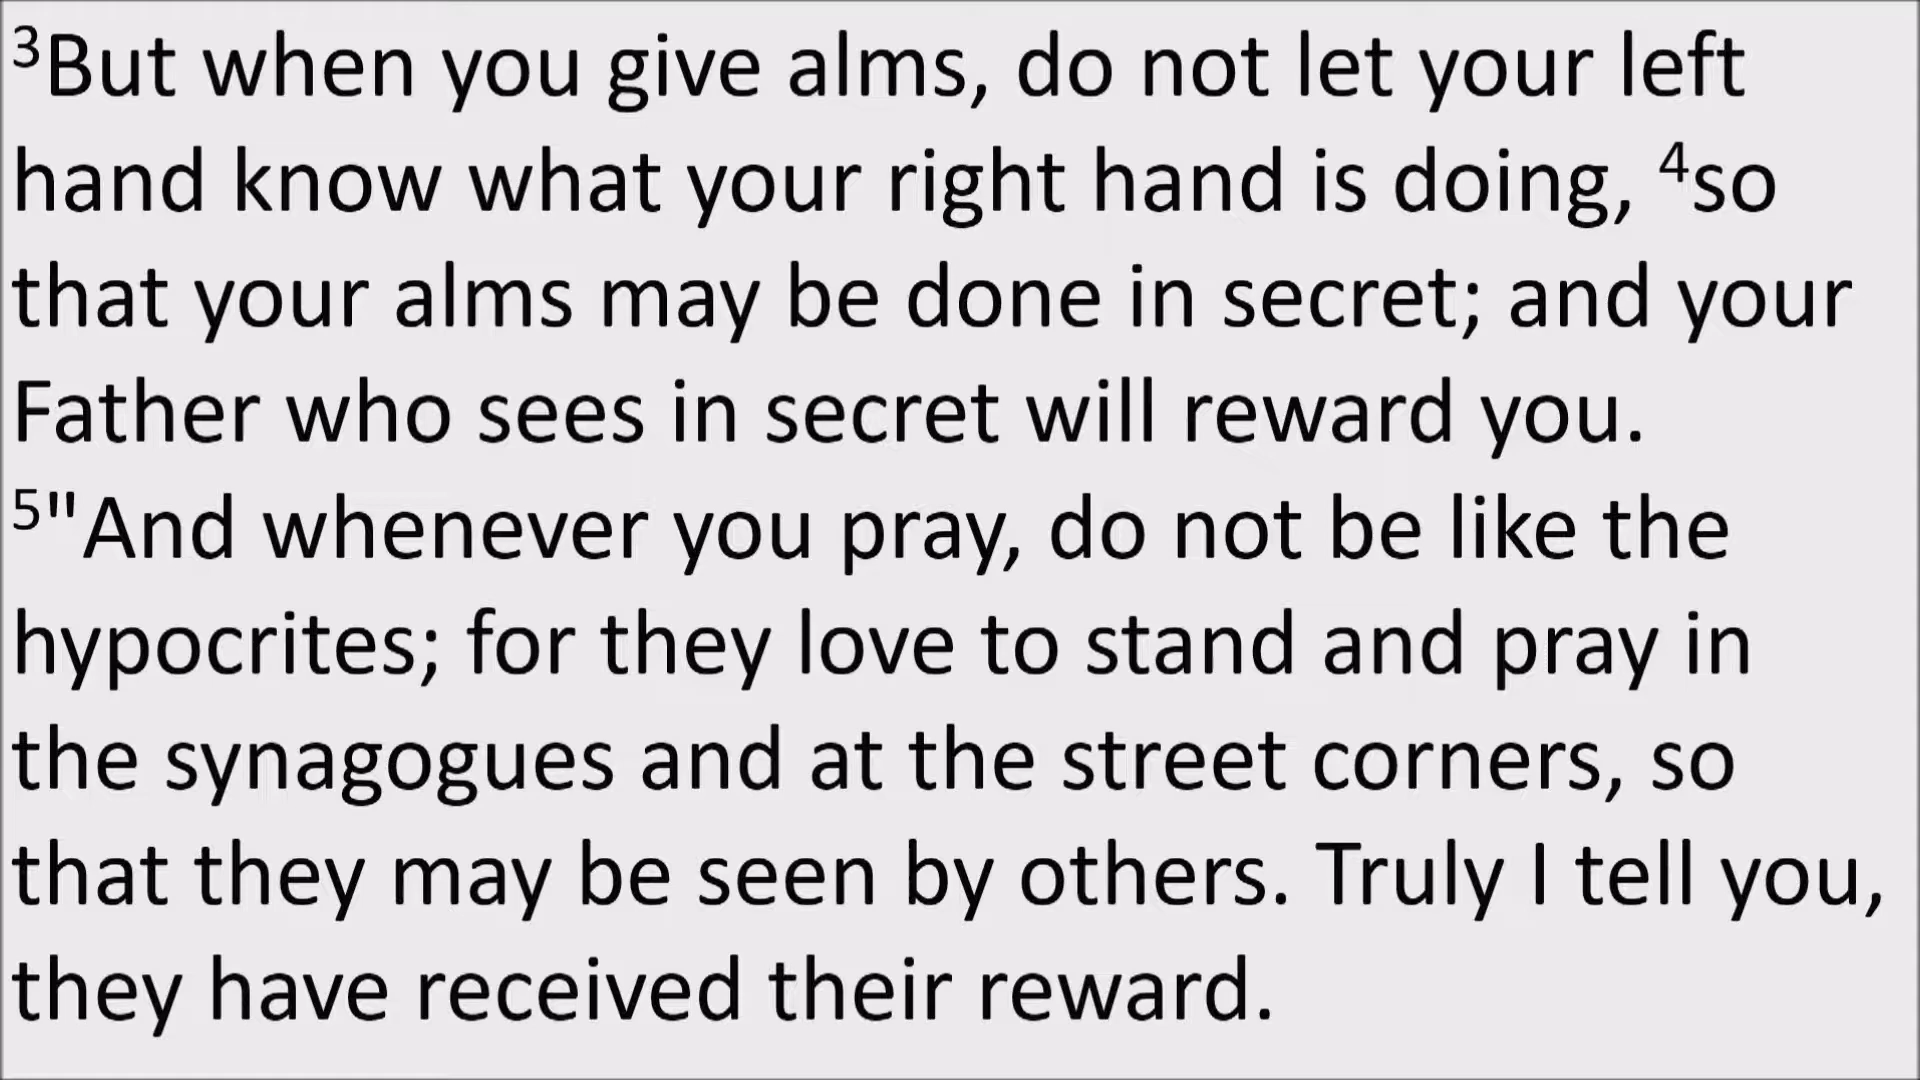 ³But when you give alms, do not let your left
hand know what your right hand is doing, ⁴so
that your alms may be done in secret; and your
Father who sees in secret will reward you.
⁵"And whenever you pray, do not be like the
hypocrites; for they love to stand and pray in
the synagogues and at the street corners, so
that they may be seen by others. Truly I tell you,
they have received their reward.